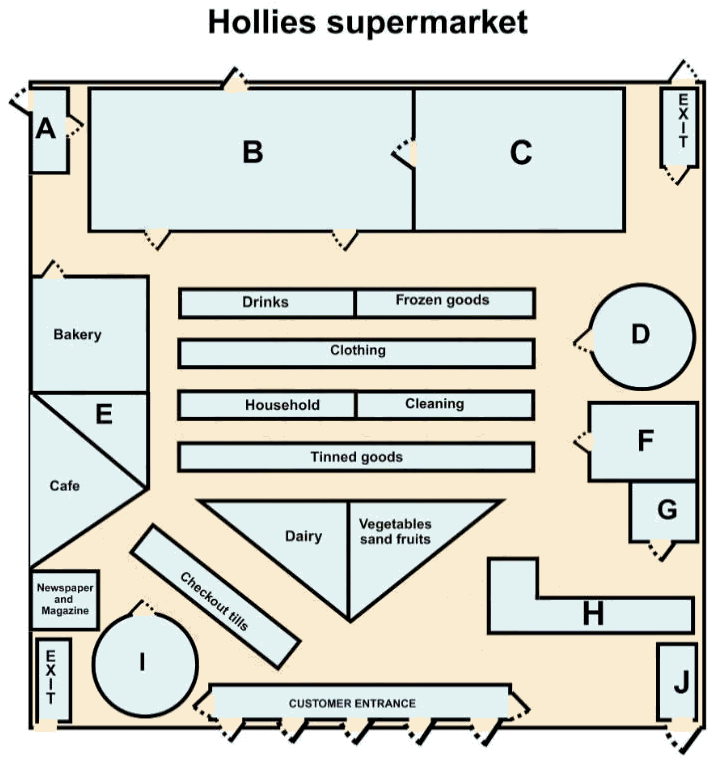 Hollies supermarket
A
B
C
E
X
I
T
Bakery
Drinks
Frozen goods
D
Clothing
E
Household
Cleaning
F
Tinned goods
Cafe
G
Dairy
Vegetables
sand fruits
Newspaper
and
Magazine
Checkout tills
H
E
X
I
T
I
CUSTOMER ENTRANCE
J